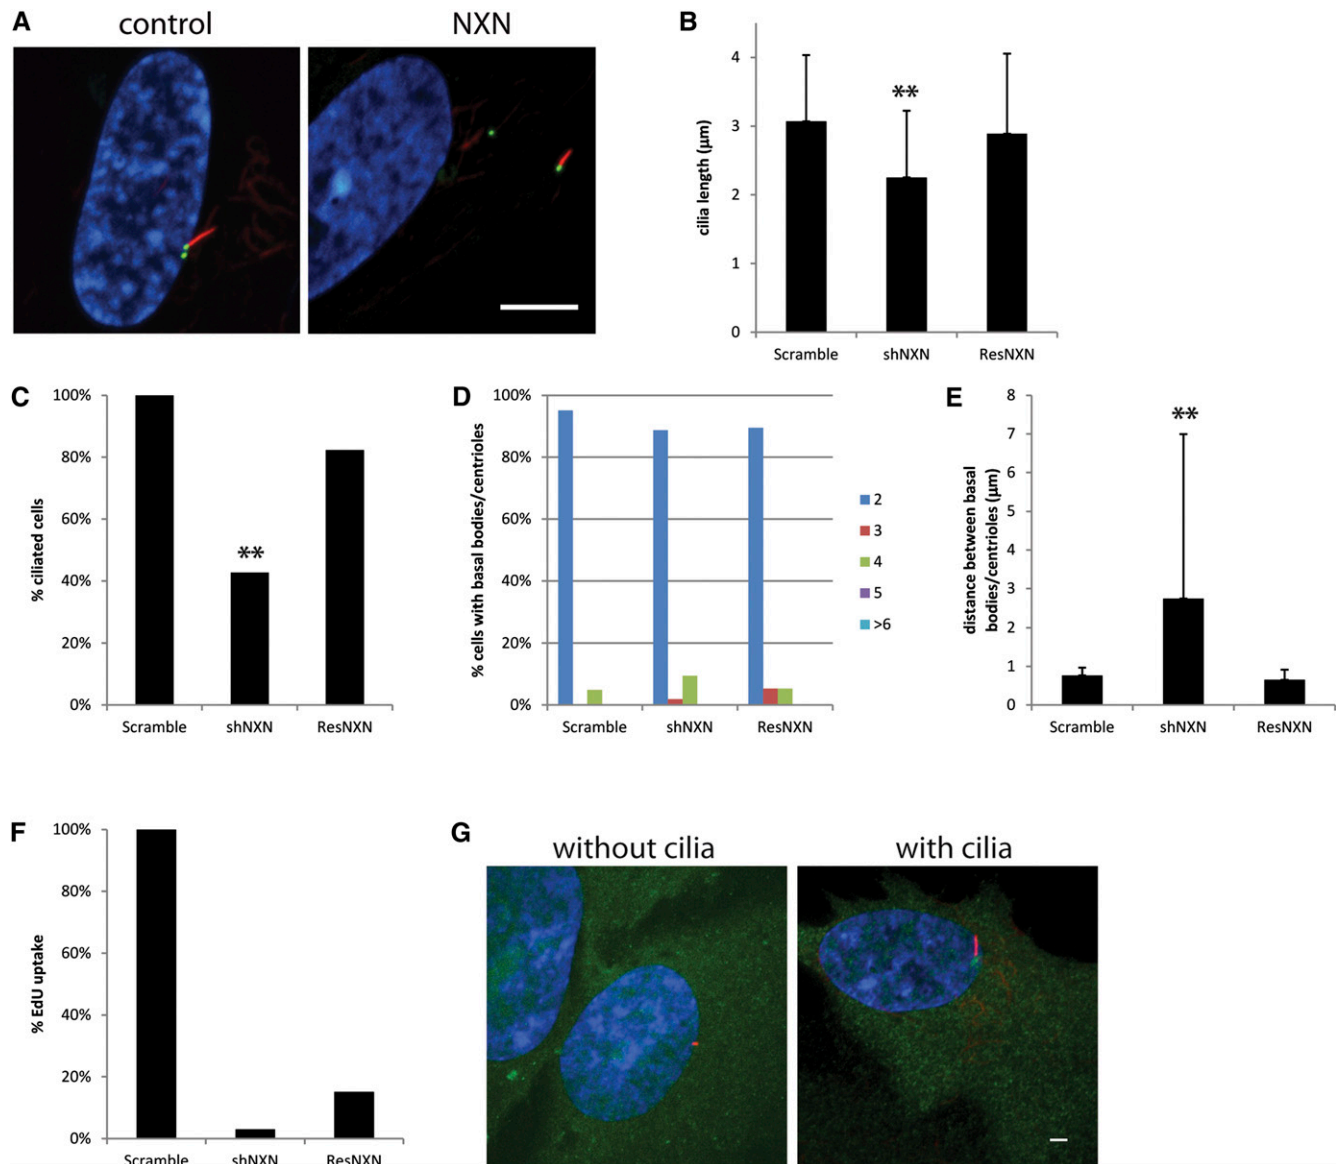 A
control
NXN
B
cilia length (µm)
4
3
2
1
0
**
Scramble
shNXN
ResNXN
C
% ciliated cells
100%
80%
60%
40%
20%
0%
**
Scramble
shNXN
ResNXN
D
% cells with basal bodies/centrioles
100%
80%
60%
40%
20%
0%
Scramble
shNXN
ResNXN
2
3
4
5
>6
E
distance between basal
bodies/centrioles (µm)
8
7
6
5
4
3
2
1
0
**
Scramble
shNXN
ResNXN
F
% EdU uptake
100%
80%
60%
40%
20%
0%
Scramble
shNXN
ResNXN
G
without cilia
with cilia